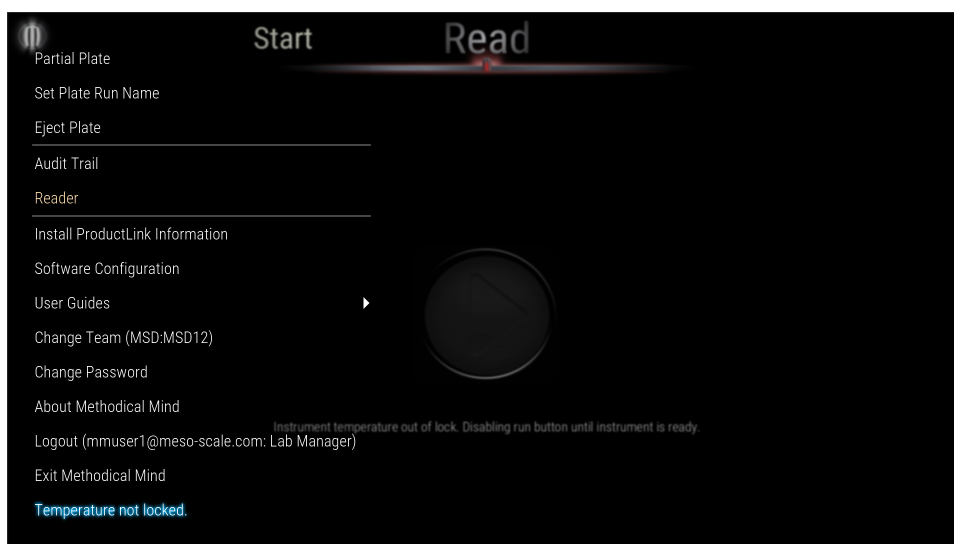 Start
Read
Partial Plate
Set Plate Run Name
Eject Plate
Audit Trail
Reader
Install ProductLink Information
Software Configuration
User Guides
Change Team (MSD:MSD12)
Change Password
About Methodical Mind
Instrument temperature out of lock. Disabling run button until instrument is ready.
Logout (mmuser1@meso-scale.com: Lab Manager)
Exit Methodical Mind
Temperature not locked.